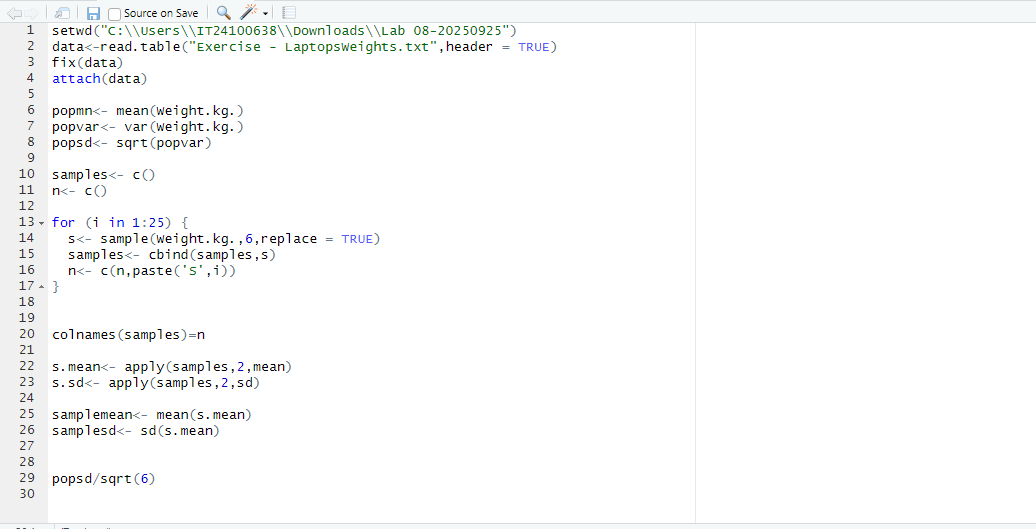 Source on Save
1 setwd("C:\\Users\\IT24100638\\Downloads\\Lab 08-20250925")
2 data<-read.table("Exercise - LaptopsWeights.txt",header = TRUE)
3 fix(data)
4 attach(data)
5
6 popmn<- mean(Weight.kg.)
7 popvar<- var(Weight.kg.)
8 popsd<- sqrt(popvar)
9
10 samples<- c()
11 n<- c()
12
13 for (i in 1:25) {
14   s<- sample(Weight.kg.,6,replace = TRUE)
15   samples<- cbind(samples,s)
16   n<- c(n,paste('S',i))
17 }
18
19
20 colnames(samples)=n
21
22 s.mean<- apply(samples,2,mean)
23 s.sd<- apply(samples,2,sd)
24
25 samplemean<- mean(s.mean)
26 samplesd<- sd(s.mean)
27
28
29 popsd/sqrt(6)
30